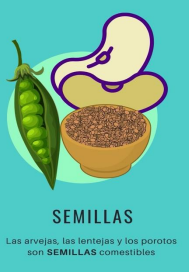 SEMILLAS
Las arvejas, las lentejas y los porotos
son SEMILLAS comestibles